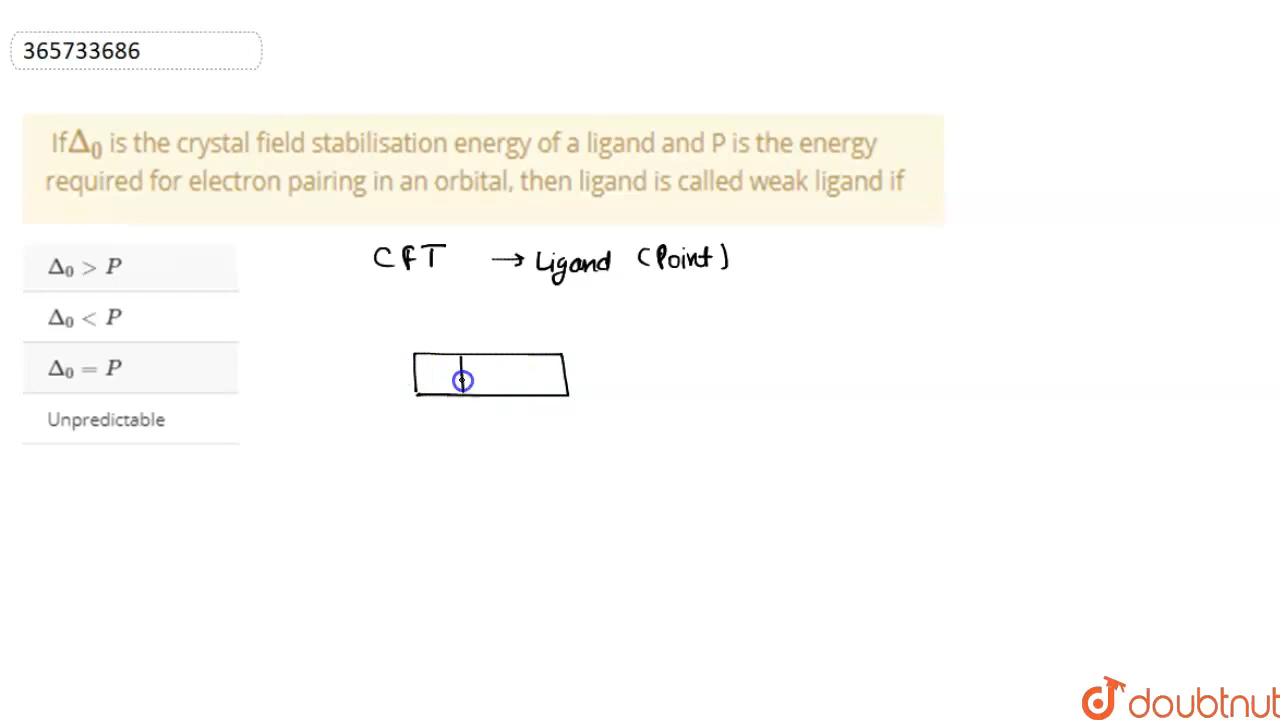 365733686
If Δ₀ is the crystal field stabilisation energy of a ligand and P is the energy
required for electron pairing in an orbital, then ligand is called weak ligand if
Δ₀ > P
CFT → Ligand (Point)
Δ₀ < P
Δ₀ = P
Unpredictable
doubtnut